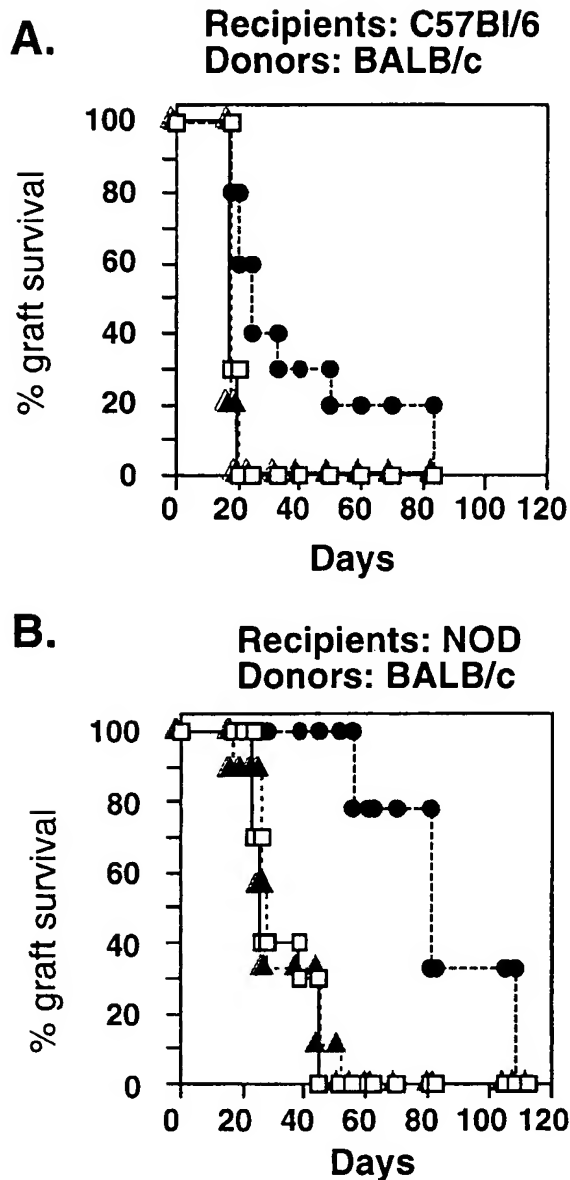 A.
Recipients: C57Bl/6
Donors: BALB/c
% graft survival
100
80
60
40
20
0
0 20 40 60 80 100 120
Days
B.
Recipients: NOD
Donors: BALB/c
% graft survival
100
80
60
40
20
0
0 20 40 60 80 100 120
Days